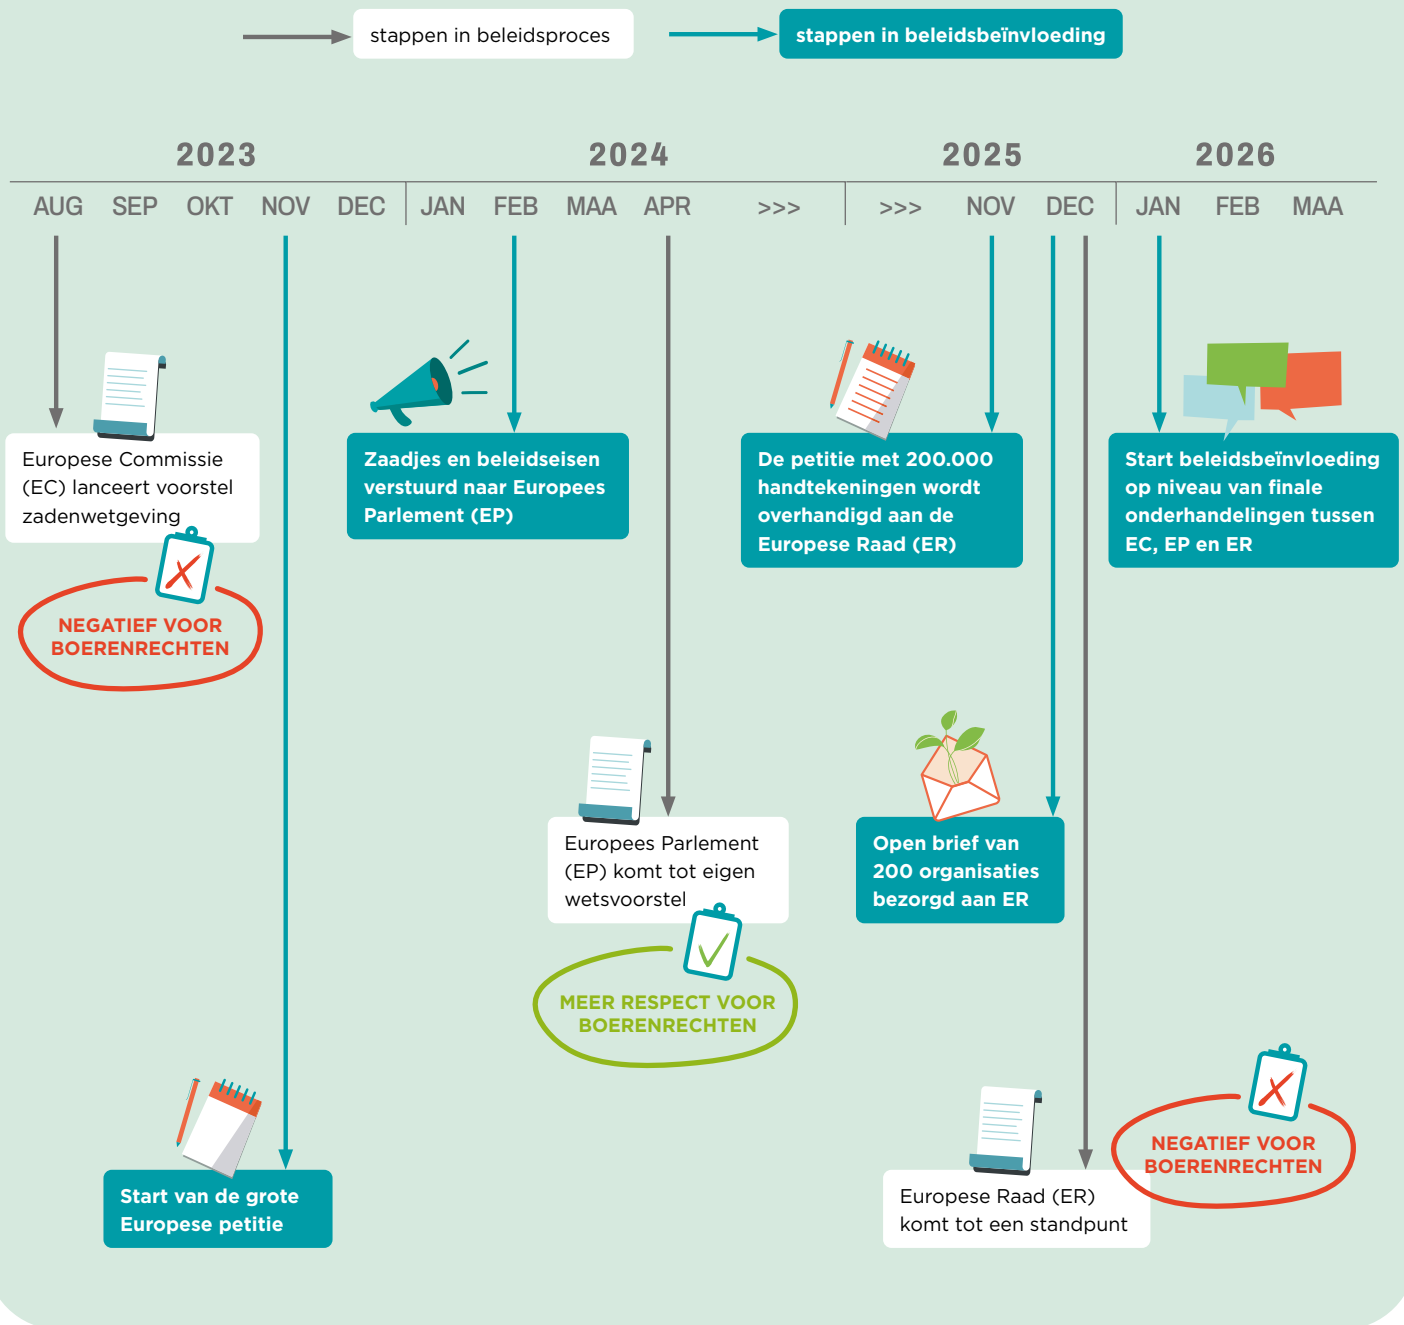 stappen in beleidsproces
stappen in beleidsbeïnvloeding
2023 2024 2025 2026
AUG SEP OKT NOV DEC JAN FEB MAA APR >>> >>> NOV DEC JAN FEB MAA
Europese Commissie
(EC) lanceert voorstel
zadenwetgeving
NEGATIEF VOOR
BOERENRECHTEN
Zaadjes en beleidseisen
verstuurd naar Europees
Parlement (EP)
De petitie met 200.000
handtekeningen wordt
overhandigd aan de
Europese Raad (ER)
Start beleidsbeïnvloeding
op niveau van finale
onderhandelingen tussen
EC, EP en ER
Europees Parlement
(EP) komt tot eigen
wetsvoorstel
MEER RESPECT VOOR
BOERENRECHTEN
Open brief van
200 organisaties
bezorgd aan ER
Start van de grote
Europese petitie
Europese Raad (ER)
komt tot een standpunt
NEGATIEF VOOR
BOERENRECHTEN